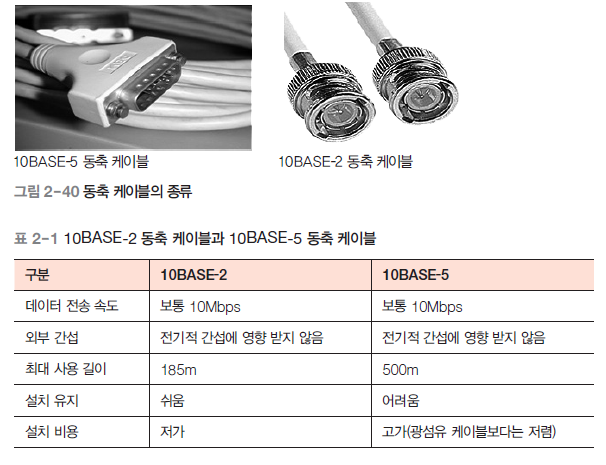 10BASE-5 동축 케이블 10BASE-2 동축 케이블
그림 2-40 동축 케이블의 종류
표 2-1 10BASE-2 동축 케이블과 10BASE-5 동축 케이블
구분 10BASE-2 10BASE-5
데이터 전송 속도 보통 10Mbps 보통 10Mbps
외부 간섭 전기적 간섭에 영향 받지 않음 전기적 간섭에 영향 받지 않음
최대 사용 길이 185m 500m
설치 유지 쉬움 어려움
설치 비용 저가 고가(광섬유 케이블보다는 저렴)